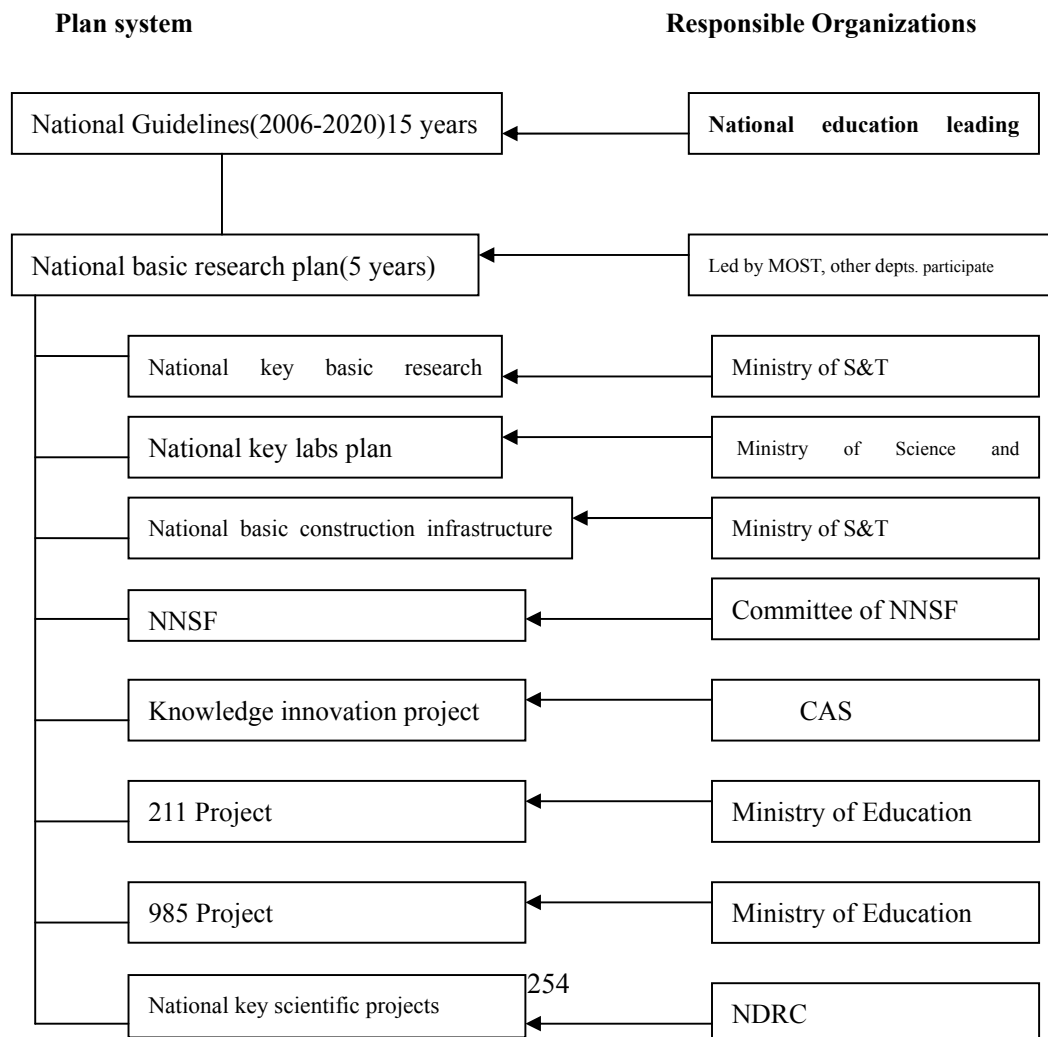 Plan system Responsible Organizations
National Guidelines(2006-2020)15 years National education leading
National basic research plan(5 years) Led by MOST, other depts. participate
National key basic research Ministry of S&T
National key labs plan Ministry of Science and
National basic construction infrastructure Ministry of S&T
NNSF Committee of NNSF
Knowledge innovation project CAS
211 Project Ministry of Education
985 Project Ministry of Education
254
National key scientific projects NDRC